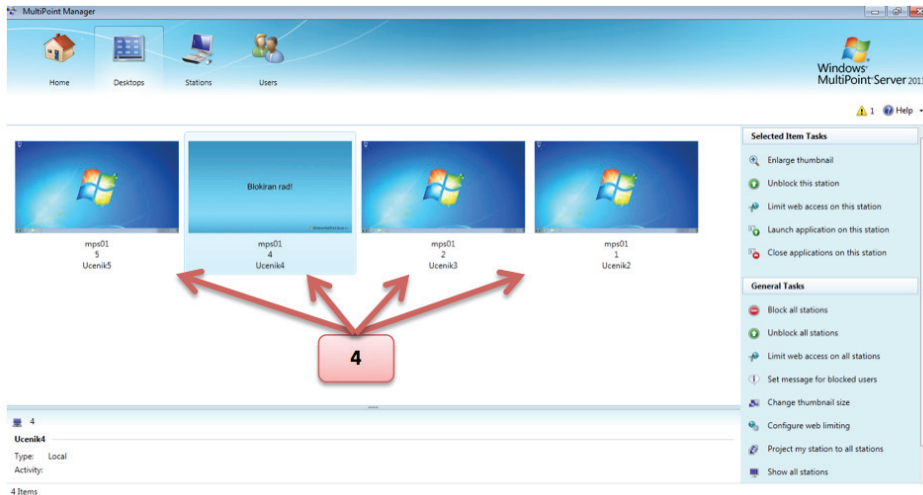 MultiPoint Manager
Home
Desktops
Stations
Users
Windows
MultiPoint Server 2011
1
Help
mps01
5
Ucenik5
Blokiran rad!
mps01
4
Ucenik4
mps01
2
Ucenik3
mps01
1
Ucenik2
4
Selected Item Tasks
Enlarge thumbnail
Unblock this station
Limit web access on this station
Launch application on this station
Close applications on this station
General Tasks
Block all stations
Unblock all stations
Limit web access on all stations
Set message for blocked users
Change thumbnail size
Configure web limiting
Project my station to all stations
Show all stations
4
Ucenik4
Type: Local
Activity:
4 Items